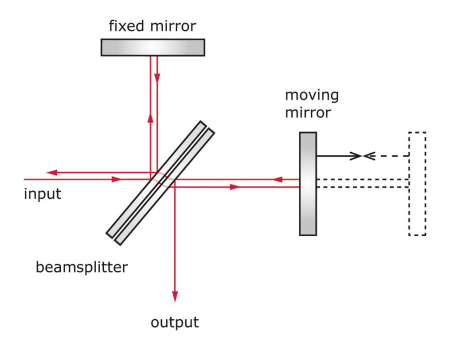 fixed mirror
moving
mirror
input
beamsplitter
output